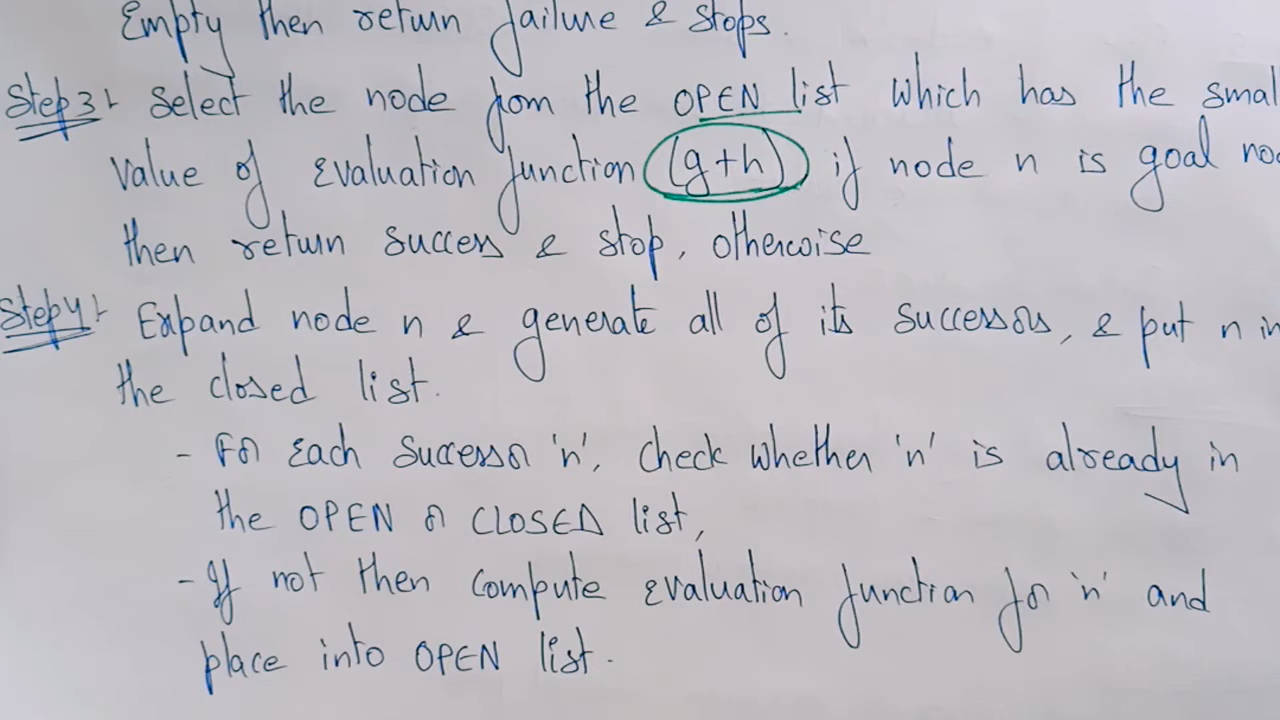 Empty then return failure & stops.
Step3:- Select the node from the OPEN list which has the smal
value of Evaluation function (g+h) if node n is goal no
then return success & stop, otherwise
Step4:- Expand node n & generate all of its successors, & put n in
the closed list.
- For Each Successor 'n', check whether 'n' is already in
the OPEN or CLOSED list,
- If not then compute Evaluation function for 'n' and
place into OPEN list.